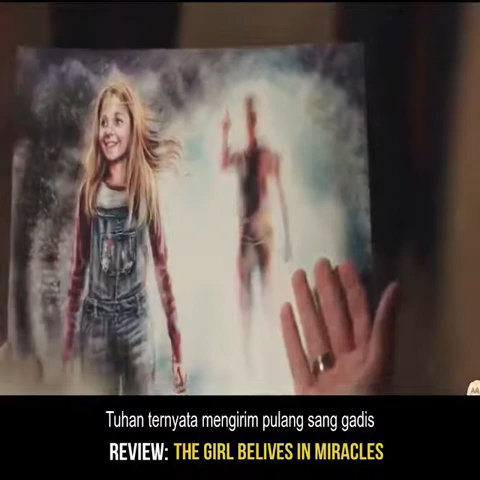 Tuhan ternyata mengirim pulang sang gadis
REVIEW: THE GIRL BELIVES IN MIRACLES